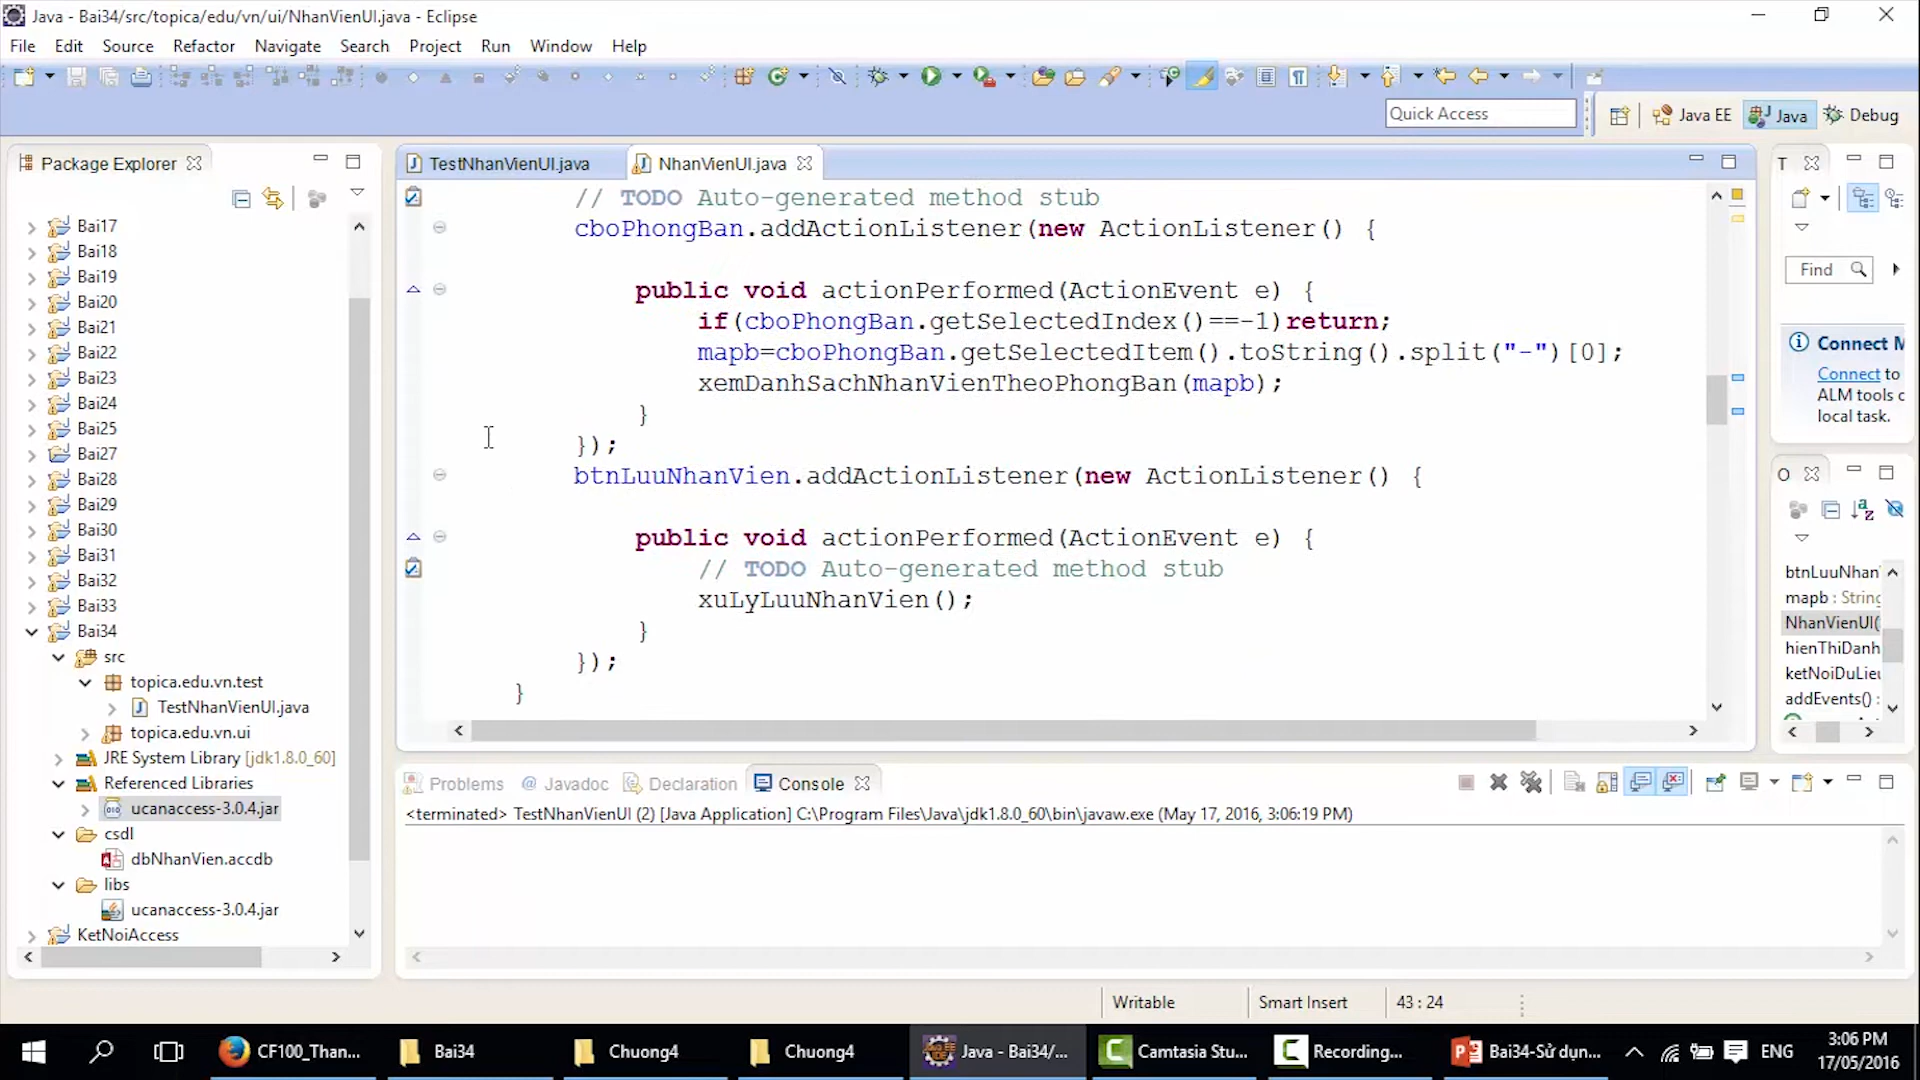 Java - Bai34/src/topica/edu/vn/ui/NhanVienUI.java - Eclipse
File Edit Source Refactor Navigate Search Project Run Window Help
Quick Access
Java EE
Java
Debug
Package Explorer
TestNhanVienUI.java
NhanVienUI.java
Bai17
Bai18
Bai19
Bai20
Bai21
Bai22
Bai23
Bai24
Bai25
Bai27
Bai28
Bai29
Bai30
Bai31
Bai32
Bai33
Bai34
src
topica.edu.vn.test
TestNhanVienUI.java
topica.edu.vn.ui
JRE System Library [jdk1.8.0_60]
Referenced Libraries
ucanaccess-3.0.4.jar
csdl
dbNhanVien.accdb
libs
ucanaccess-3.0.4.jar
KetNoiAccess
// TODO Auto-generated method stub
cboPhongBan.addActionListener(new ActionListener() {
public void actionPerformed(ActionEvent e) {
if(cboPhongBan.getSelectedIndex()==-1)return;
mapb=cboPhongBan.getSelectedItem().toString().split("-")[0];
xemDanhSachNhanVienTheoPhongBan(mapb);
}
});
btnLuuNhanVien.addActionListener(new ActionListener() {
public void actionPerformed(ActionEvent e) {
// TODO Auto-generated method stub
xuLyLuuNhanVien();
}
});
}
T
Find
Connect M
Connect to
ALM tools c
local task.
O
btnLuuNhan
mapb : String
NhanVienUI(
hienThiDanh
ketNoiDuLieu
addEvents() :
Problems @ Javadoc Declaration Console
<terminated> TestNhanVienUI (2) [Java Application] C:\Program Files\Java\jdk1.8.0_60\bin\javaw.exe (May 17, 2016, 3:06:19 PM)
Writable
Smart Insert
43 : 24
CF100_Than...
Bai34
Chuong4
Chuong4
Java - Bai34/...
Camtasia Stu...
Recording...
Bai34-Sử dụn...
ENG
3:06 PM
17/05/2016